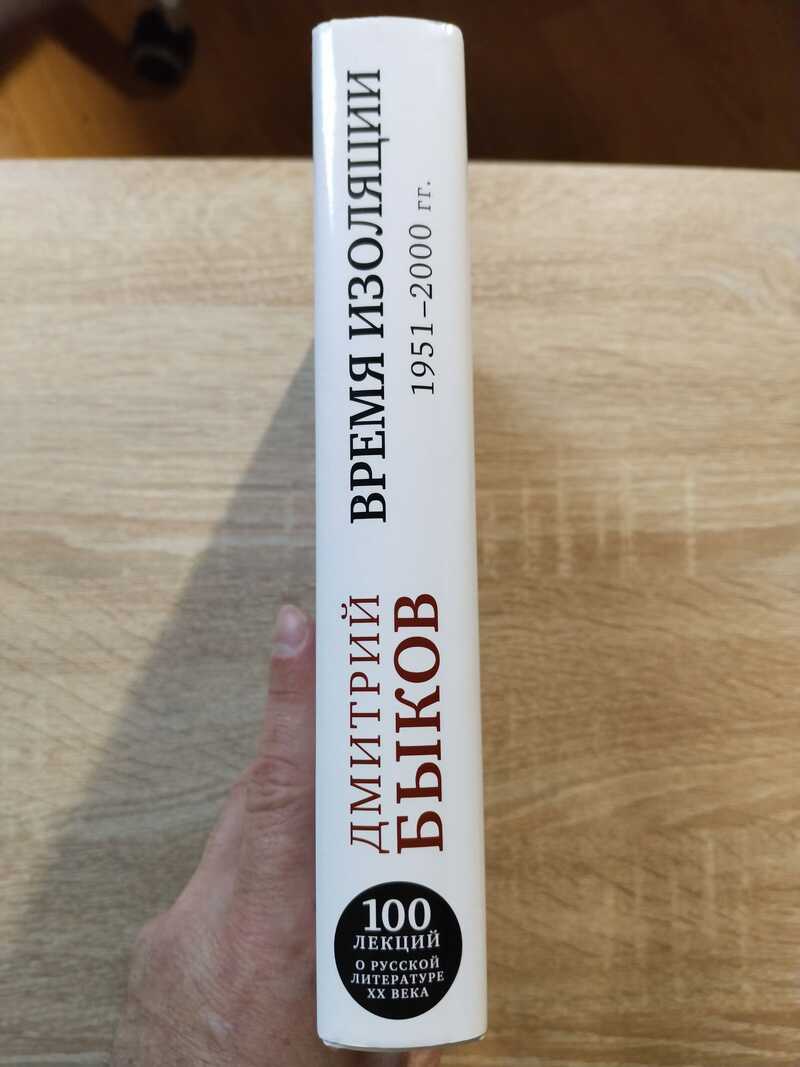 ДМИТРИЙ
БЫКОВ
ВРЕМЯ ИЗОЛЯЦИИ
1951–2000 гг.
100
ЛЕКЦИЙ
О РУССКОЙ
ЛИТЕРАТУРЕ
XX ВЕКА